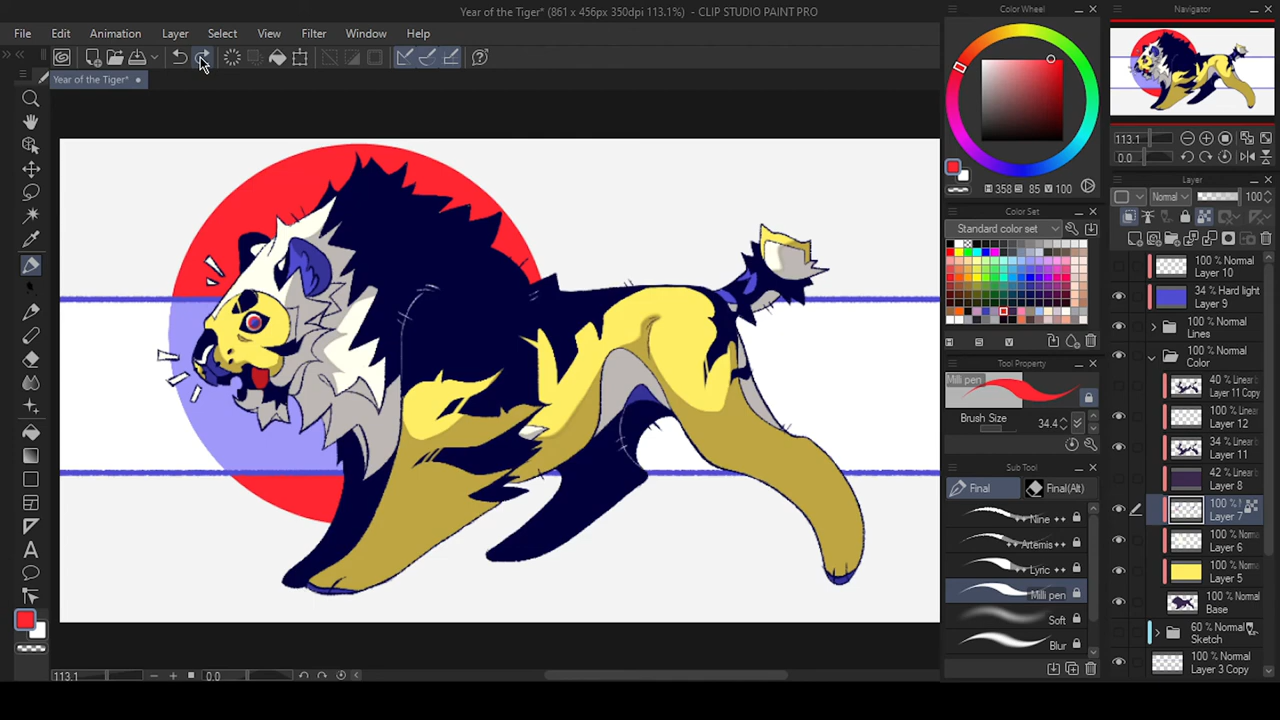 Year of the Tiger* (861 x 456px 350dpi 113.1%) - CLIP STUDIO PAINT PRO
File Edit Animation Layer Select View Filter Window Help
Year of the Tiger*
113.1 0.0
Color Wheel
H 358 S 85 V 100
Color Set
Standard color set
Tool Property
Milli pen
Brush Size 34.4
Sub Tool
Final Final(Alt)
Nine
Artemis
Lyric
Milli pen
Soft
Blur
Navigator
113.1
0.0
Layer
Normal 100
100 % Normal
Layer 10
34 % Hard light
Layer 9
100 % Normal
Lines
100 % Normal
Color
40 % Linear b
Layer 11 Copy
100 % Linear
Layer 12
34 % Linear b
Layer 11
42 % Linear b
Layer 8
100 % N
Layer 7
100 % Norm
Layer 6
100 % Norm
Layer 5
100 % Norm
Base
60 % Normal
Sketch
100 % Normal
Layer 3 Copy